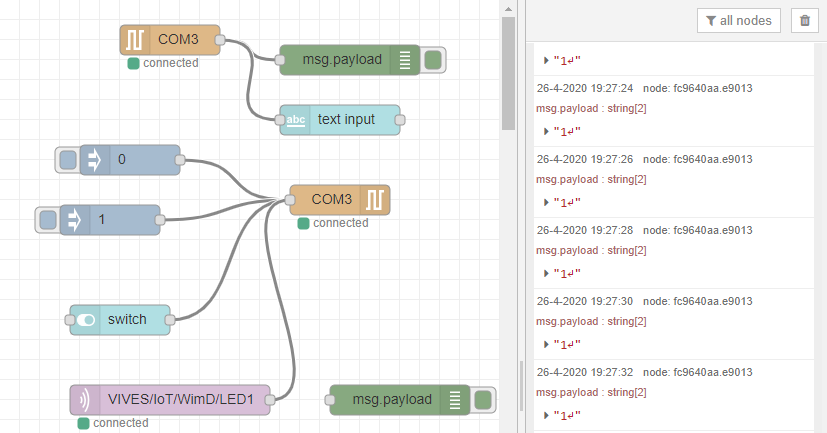 COM3
connected
msg.payload
abc text input
0
1
COM3
connected
switch
VIVES/IoT/WimD/LED1
connected
msg.payload
all nodes
"1↵"
26-4-2020 19:27:24 node: fc9640aa.e9013
msg.payload : string[2]
"1↵"
26-4-2020 19:27:26 node: fc9640aa.e9013
msg.payload : string[2]
"1↵"
26-4-2020 19:27:28 node: fc9640aa.e9013
msg.payload : string[2]
"1↵"
26-4-2020 19:27:30 node: fc9640aa.e9013
msg.payload : string[2]
"1↵"
26-4-2020 19:27:32 node: fc9640aa.e9013
msg.payload : string[2]
"1↵"